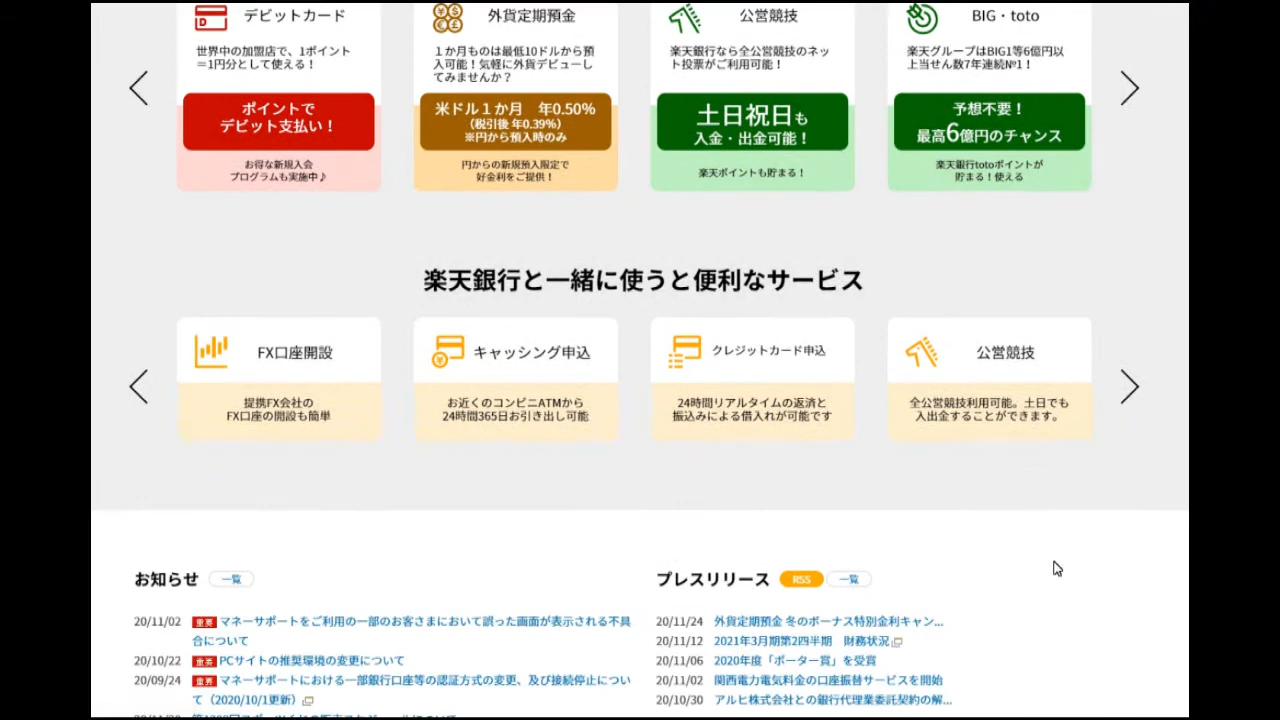 デビットカード
世界中の加盟店で、1ポイント
＝1円分として使える！
ポイントで
デビット支払い！
お得な新規入会
プログラムも実施中♪
外貨定期預金
１か月ものは最低10ドルから預
入可能！気軽に外貨デビューし
てみませんか？
米ドル１か月　年0.50%
（税引後 年0.39%）
※円から預入時のみ
円からの新規預入限定で
好金利をご提供！
公営競技
楽天銀行なら全公営競技のネッ
ト投票がご利用可能！
土日祝日も
入金・出金可能！
楽天ポイントも貯まる！
BIG・toto
楽天グループはBIG1等6億円以
上当せん数7年連続№1！
予想不要！
最高6億円のチャンス
楽天銀行totoポイントが
貯まる！使える
楽天銀行と一緒に使うと便利なサービス
FX口座開設
提携FX会社の
FX口座の開設も簡単
キャッシング申込
お近くのコンビニATMから
24時間365日お引き出し可能
クレジットカード申込
24時間リアルタイムの返済と
振込みによる借入れが可能です
公営競技
全公営競技利用可能。土日でも
入出金することができます。
お知らせ 一覧
20/11/02 重要 マネーサポートをご利用の一部のお客さまにおいて誤った画面が表示される不具
合について
20/10/22 重要 PCサイトの推奨環境の変更について
20/09/24 重要 マネーサポートにおける一部銀行口座等の認証方式の変更、及び接続停止につい
て（2020/10/1更新）
プレスリリース RSS 一覧
20/11/24 外貨定期預金 冬のボーナス特別金利キャン...
20/11/12 2021年3月期第2四半期　財務状況
20/11/06 2020年度「ポーター賞」を受賞
20/11/02 関西電力電気料金の口座振替サービスを開始
20/10/30 アルヒ株式会社との銀行代理業委託契約の解...